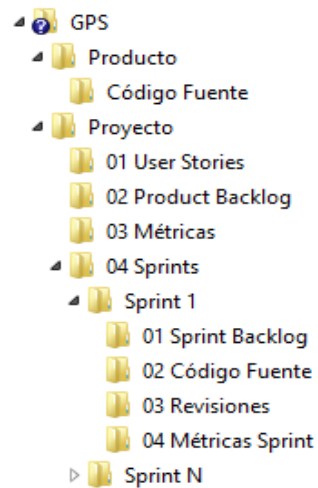 GPS
Producto
Código Fuente
Proyecto
01 User Stories
02 Product Backlog
03 Métricas
04 Sprints
Sprint 1
01 Sprint Backlog
02 Código Fuente
03 Revisiones
04 Métricas Sprint
Sprint N